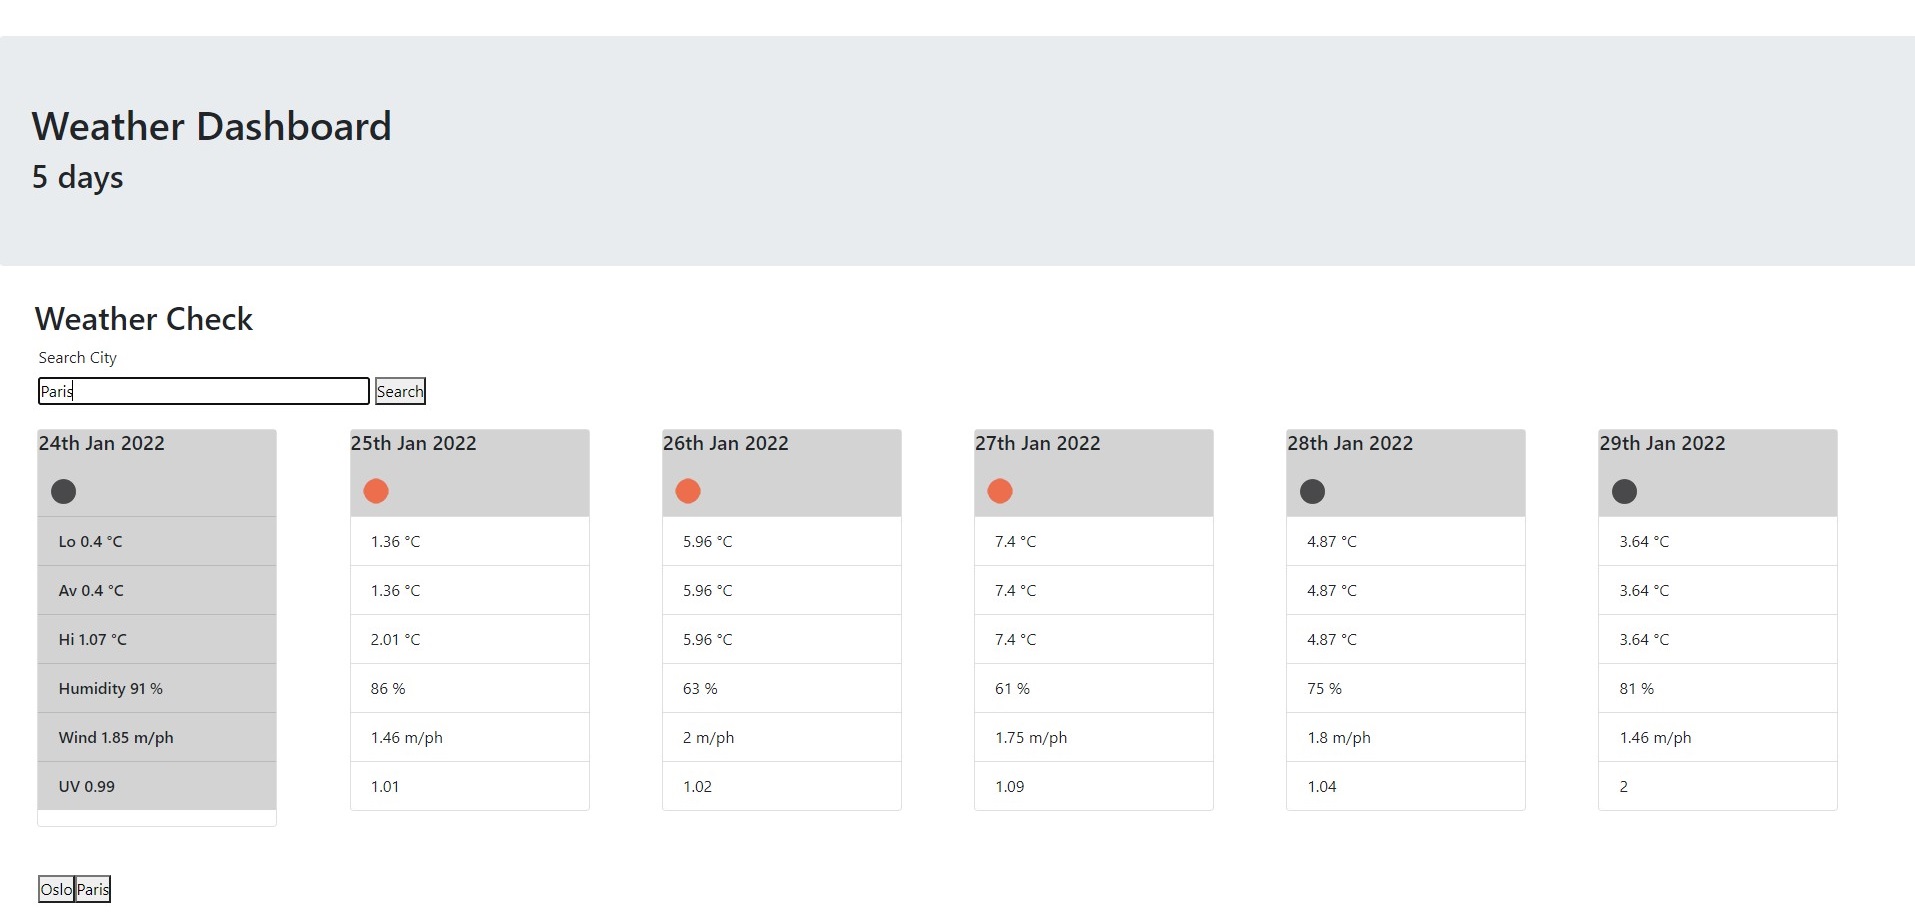 Weather Dashboard
5 days
Weather Check
Search City
Paris Search
24th Jan 2022 25th Jan 2022 26th Jan 2022 27th Jan 2022 28th Jan 2022 29th Jan 2022
Lo 0.4 °C 1.36 °C 5.96 °C 7.4 °C 4.87 °C 3.64 °C
Av 0.4 °C 1.36 °C 5.96 °C 7.4 °C 4.87 °C 3.64 °C
Hi 1.07 °C 2.01 °C 5.96 °C 7.4 °C 4.87 °C 3.64 °C
Humidity 91 % 86 % 63 % 61 % 75 % 81 %
Wind 1.85 m/ph 1.46 m/ph 2 m/ph 1.75 m/ph 1.8 m/ph 1.46 m/ph
UV 0.99 1.01 1.02 1.09 1.04 2
Oslo Paris